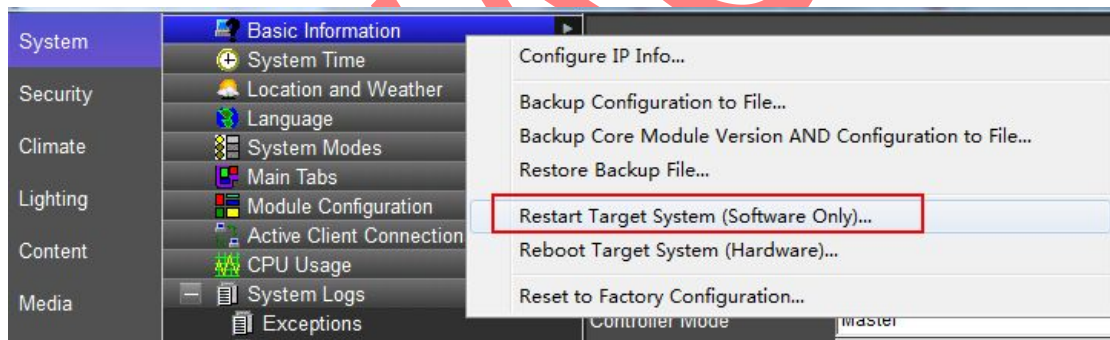 System
Security
Climate
Lighting
Content
Media
Basic Information
System Time
Location and Weather
Language
System Modes
Main Tabs
Module Configuration
Active Client Connection
CPU Usage
System Logs
Exceptions
Configure IP Info...
Backup Configuration to File...
Backup Core Module Version AND Configuration to File...
Restore Backup File...
Restart Target System (Software Only)...
Reboot Target System (Hardware)...
Reset to Factory Configuration...
Controller Mode
Master